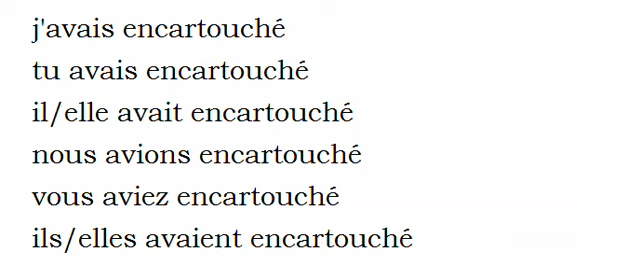 j'avais encartouché
tu avais encartouché
il/elle avait encartouché
nous avions encartouché
vous aviez encartouché
ils/elles avaient encartouché